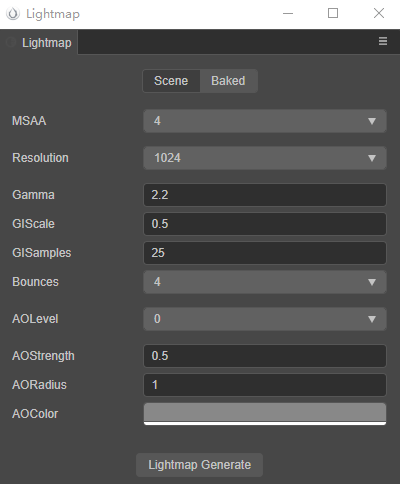 Lightmap
Lightmap
Scene Baked
MSAA 4
Resolution 1024
Gamma 2.2
GIScale 0.5
GISamples 25
Bounces 4
AOLevel 0
AOStrength 0.5
AORadius 1
AOColor
Lightmap Generate